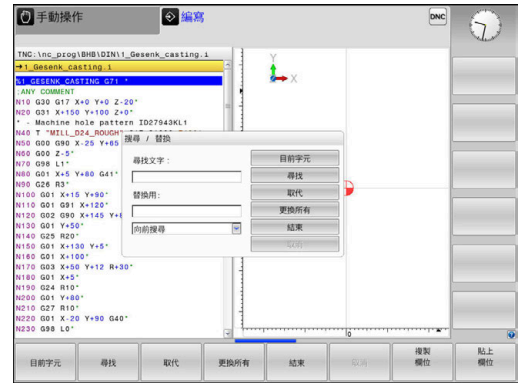 手動操作
編寫
DNC
TNC:\nc_prog\BHB\DIN\1_Gesenk_casting.i
→1_Gesenk_casting.i
%1_GESENK_CASTING G71 *
;ANY COMMENT
N10 G30 G17 X+0 Y+0 Z-20*
N20 G31 X+150 Y+100 Z+0*
* - Machine hole pattern ID27943KL1
N40 T "MILL_D24_ROUGH"
N50 G00 G90 X-25 Y+65
N60 G00 Z-5*
N70 G98 L1*
N80 G01 X+5 Y+80 G41*
N90 G26 R3*
N100 G01 X+15 Y+90*
N110 G01 G91 X+120*
N120 G02 G90 X+145 Y+
N130 G01 Y+50*
N140 G25 R20*
N150 G01 X+130 Y+5*
N160 G01 X+100*
N170 G03 X+50 Y+12 R+30*
N180 G01 X+5*
N190 G24 R10*
N200 G01 Y+80*
N210 G27 R10*
N220 G01 X-20 Y+90 G40*
N230 G98 L0*
Y
X
0
搜尋 / 替換
尋找文字 :
替換用:
向前搜尋
目前字元
尋找
取代
更換所有
結束
取消
目前字元
尋找
取代
更換所有
結束
取消
複製
欄位
貼上
欄位